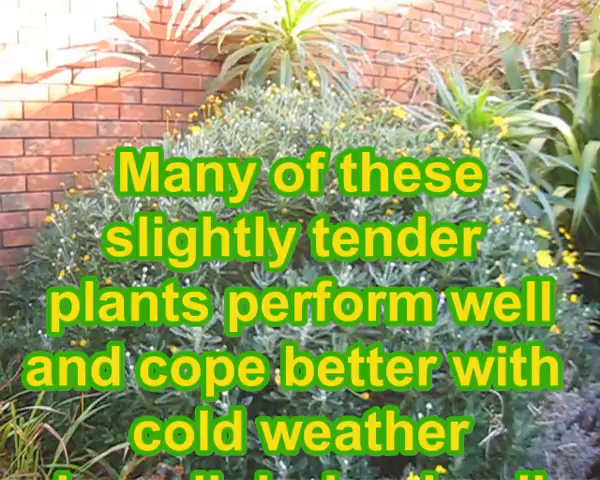 Many of these
slightly tender
plants perform well
and cope better with
cold weather